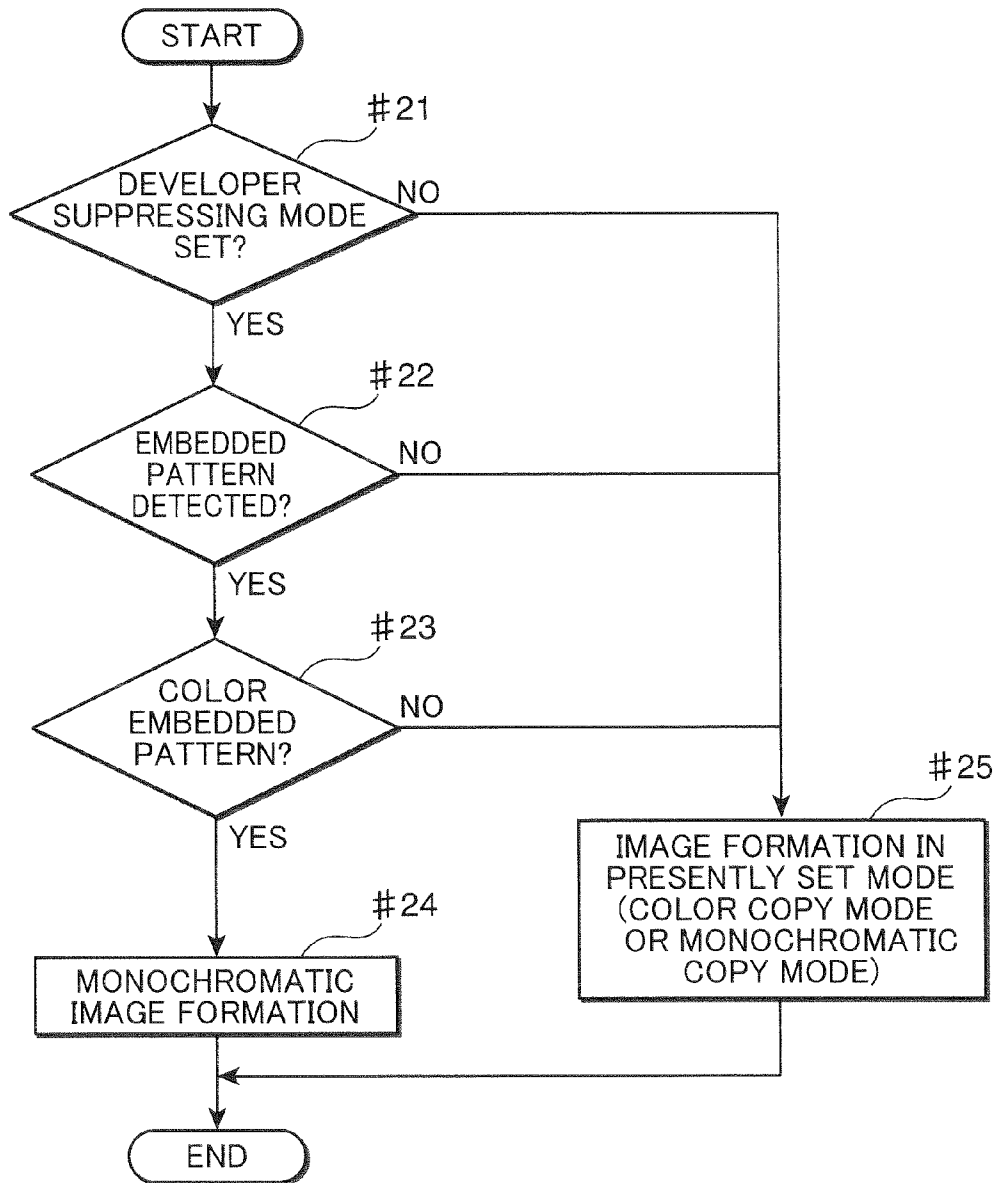 START
#21
DEVELOPER
SUPPRESSING MODE
SET?
NO
YES
#22
EMBEDDED
PATTERN
DETECTED?
NO
YES
#23
COLOR
EMBEDDED
PATTERN?
NO
YES
#24
MONOCHROMATIC
IMAGE FORMATION
#25
IMAGE FORMATION IN
PRESENTLY SET MODE
(COLOR COPY MODE
OR MONOCHROMATIC
COPY MODE)
END